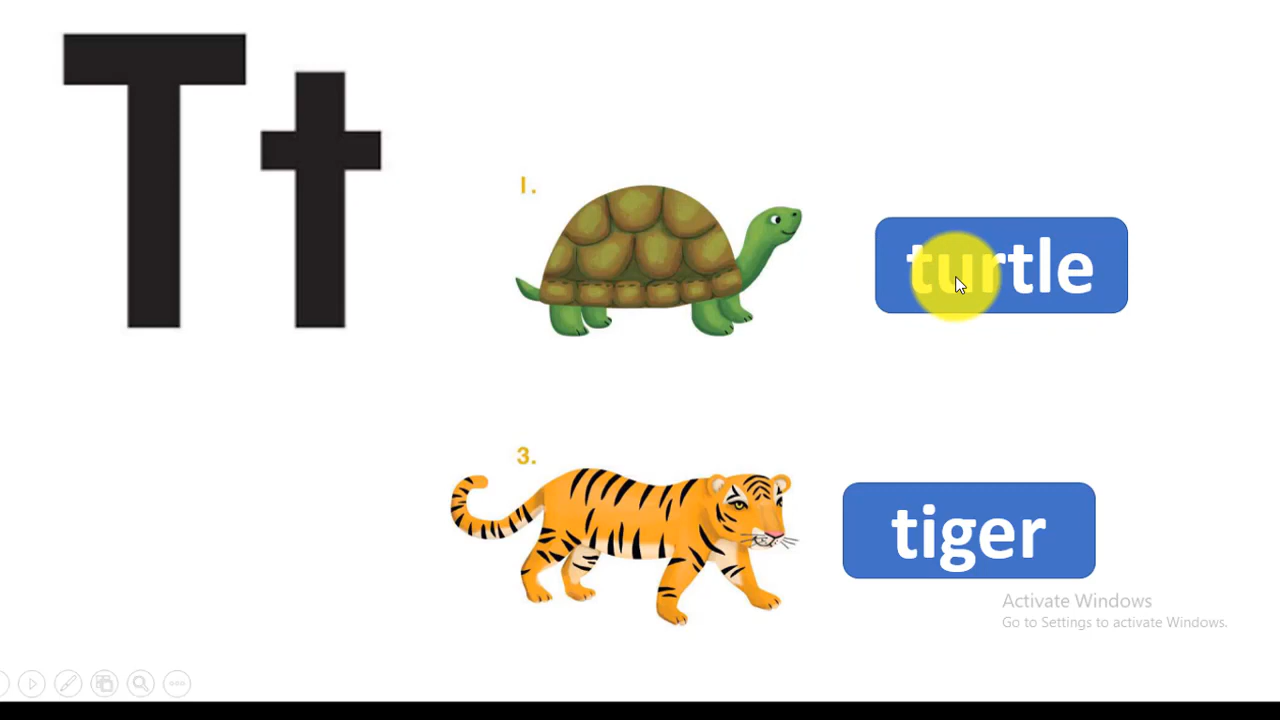 Tt
1.
turtle
3.
tiger
Activate Windows
Go to Settings to activate Windows.